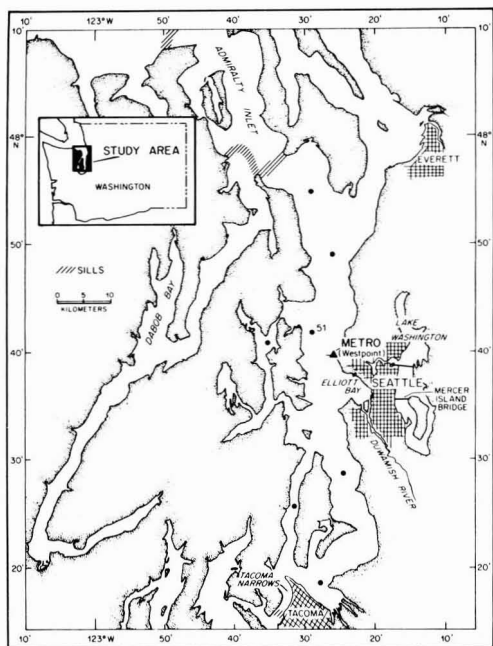 10'
123° W
50'
40'
30'
20'
10'
10'
10'
ADMIRALTY
INLET
48°
N
48°
STUDY AREA
WASHINGTON
EVERETT
50'
50'
SILLS
0 5 10
KILOMETERS
DABOB BAY
51
LAKE
WASHINGTON
METRO
(Westpoint)
40'
40'
ELLIOTT
BAY
SEATTLE
MERCER
ISLAND
BRIDGE
DUWAMISH
RIVER
30'
30'
20'
20'
TACOMA
NARROWS
TACOMA
10'
123° W
50'
40'
30'
20'
10'